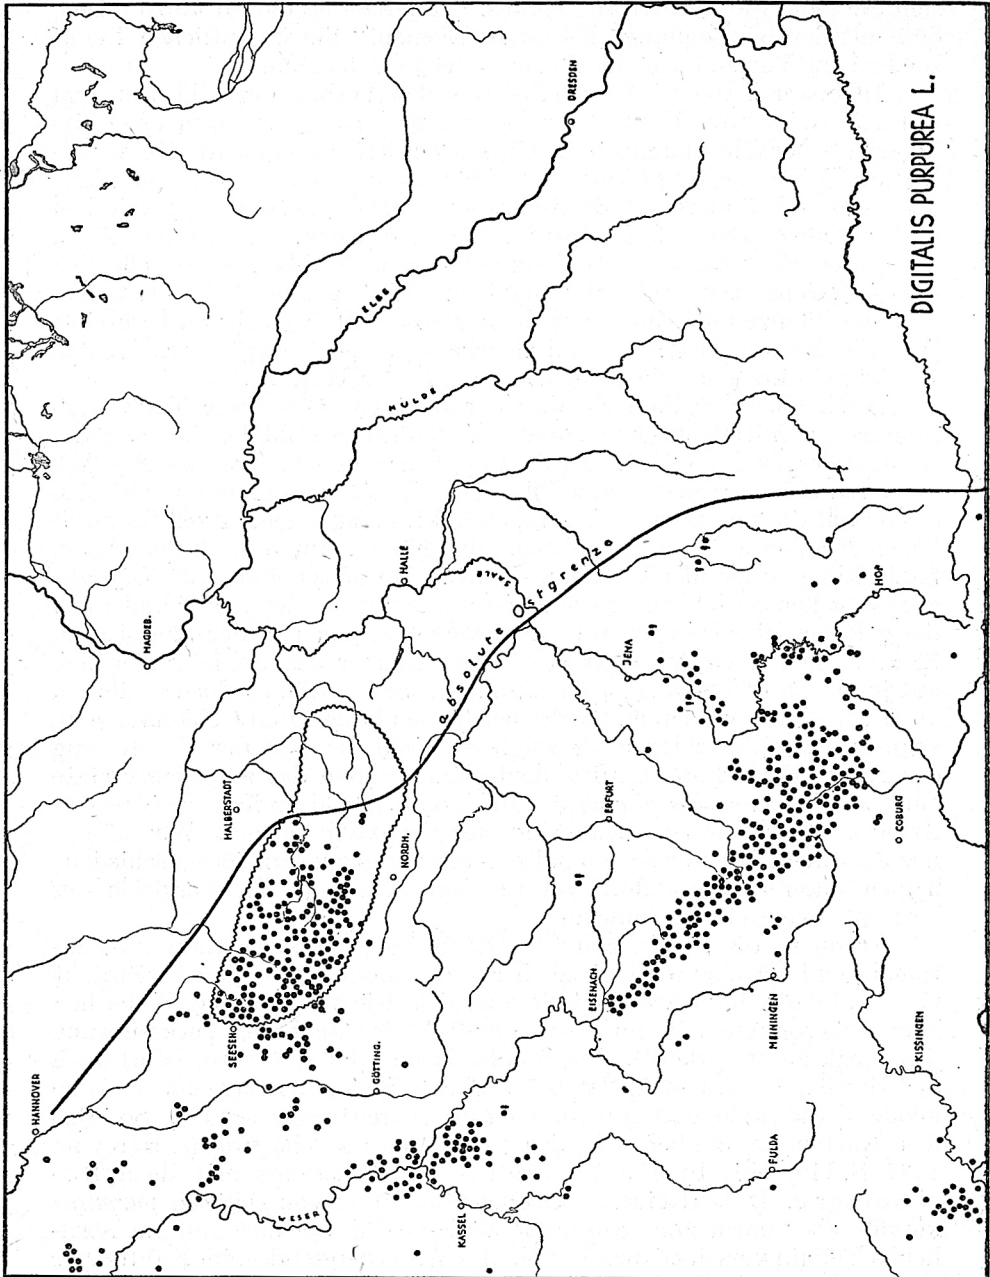 DIGITALIS PURPUREA L.
DRESDEN
ELBE
MULDE
HALLE
SAALE
MAGDEB.
absolute Ostgrenze
JENA
HOF
HALBERSTADT
NORDH.
ERFURT
COBURG
EISENACH
MEININGEN
KISSINGEN
SEESEN
GÖTTING.
HANNOVER
WESER
KASSEL
FULDA